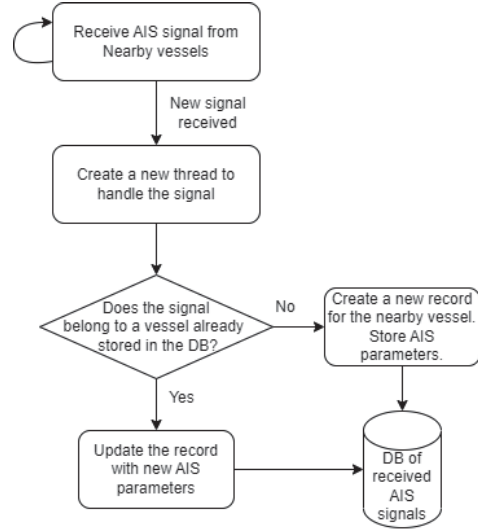 Receive AIS signal from
Nearby vessels
New signal
received
Create a new thread to
handle the signal
Does the signal
belong to a vessel already
stored in the DB?
No
Create a new record
for the nearby vessel.
Store AIS
parameters.
Yes
Update the record
with new AIS
parameters
DB of
received
AIS
signals